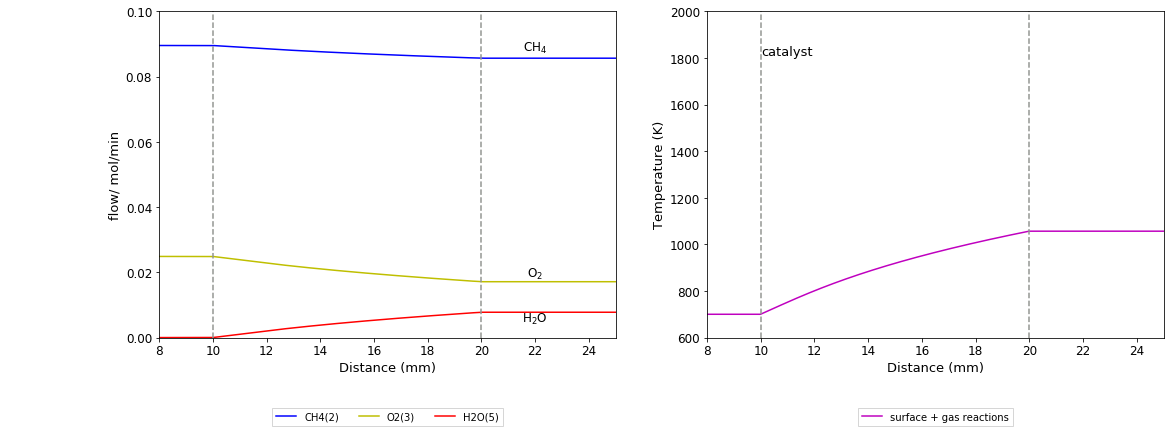 0.10
0.08
0.06
0.04
0.02
0.00
flow/ mol/min
CH₄
O₂
H₂O
8 10 12 14 16 18 20 22 24
Distance (mm)
CH4(2) O2(3) H2O(5)
2000
1800
1600
1400
1200
1000
800
600
Temperature (K)
catalyst
8 10 12 14 16 18 20 22 24
Distance (mm)
surface + gas reactions